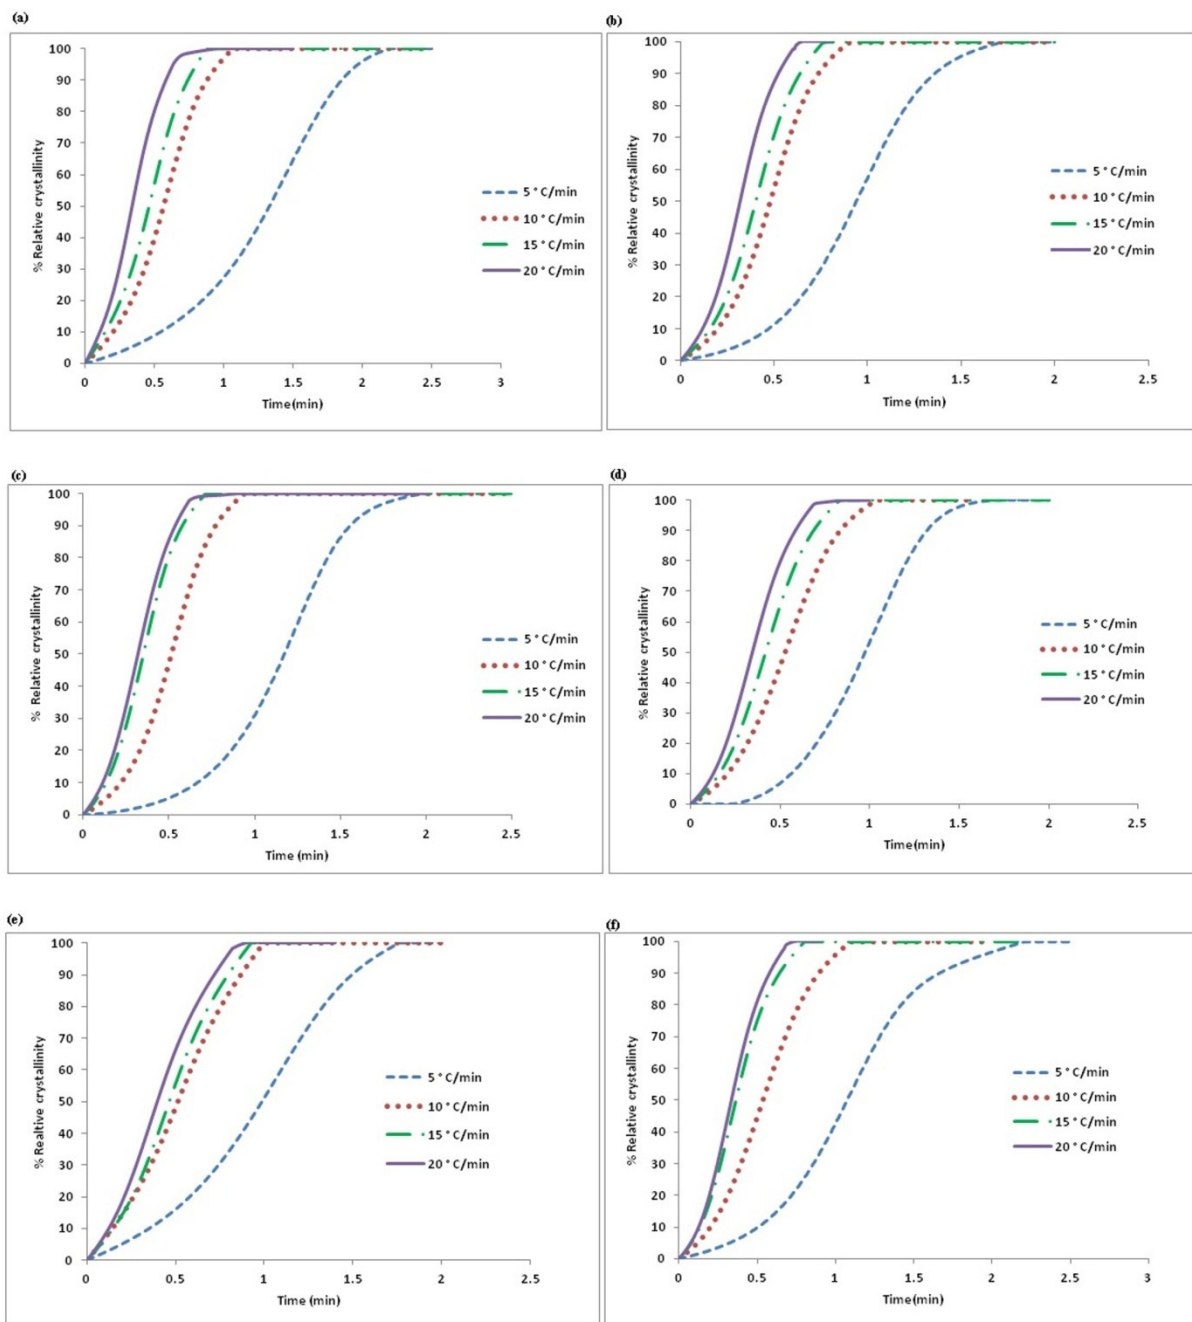 (a)
100
90
80
70
60
50
40
30
20
10
0
% Relative crystallinity
0 0.5 1 1.5 2 2.5 3
Time(min)
5 ° C/min
10 ° C/min
15 ° C/min
20 ° C/min
(b)
100
90
80
70
60
50
40
30
20
10
0
% Relative crystallinity
0 0.5 1 1.5 2 2.5
Time (min)
5 ° C/min
10 ° C/min
15 ° C/min
20 ° C/min
(c)
100
90
80
70
60
50
40
30
20
10
0
% Relative crystallinity
0 0.5 1 1.5 2 2.5
Time (min)
5 ° C/min
10 ° C/min
15 ° C/min
20 ° C/min
(d)
100
90
80
70
60
50
40
30
20
10
0
% Relative crystallinity
0 0.5 1 1.5 2 2.5
Time (min)
5 ° C/min
10 ° C/min
15 ° C/min
20 ° C/min
(e)
100
90
80
70
60
50
40
30
20
10
0
% Realtive crystallinity
0 0.5 1 1.5 2 2.5
Time (min)
5 ° C/min
10 ° C/min
15 ° C/min
20 ° C/min
(f)
100
90
80
70
60
50
40
30
20
10
0
% Relative crystallinity
0 0.5 1 1.5 2 2.5 3
Time(min)
5 ° C/min
10 ° C/min
15 ° C/min
20 ° C/min